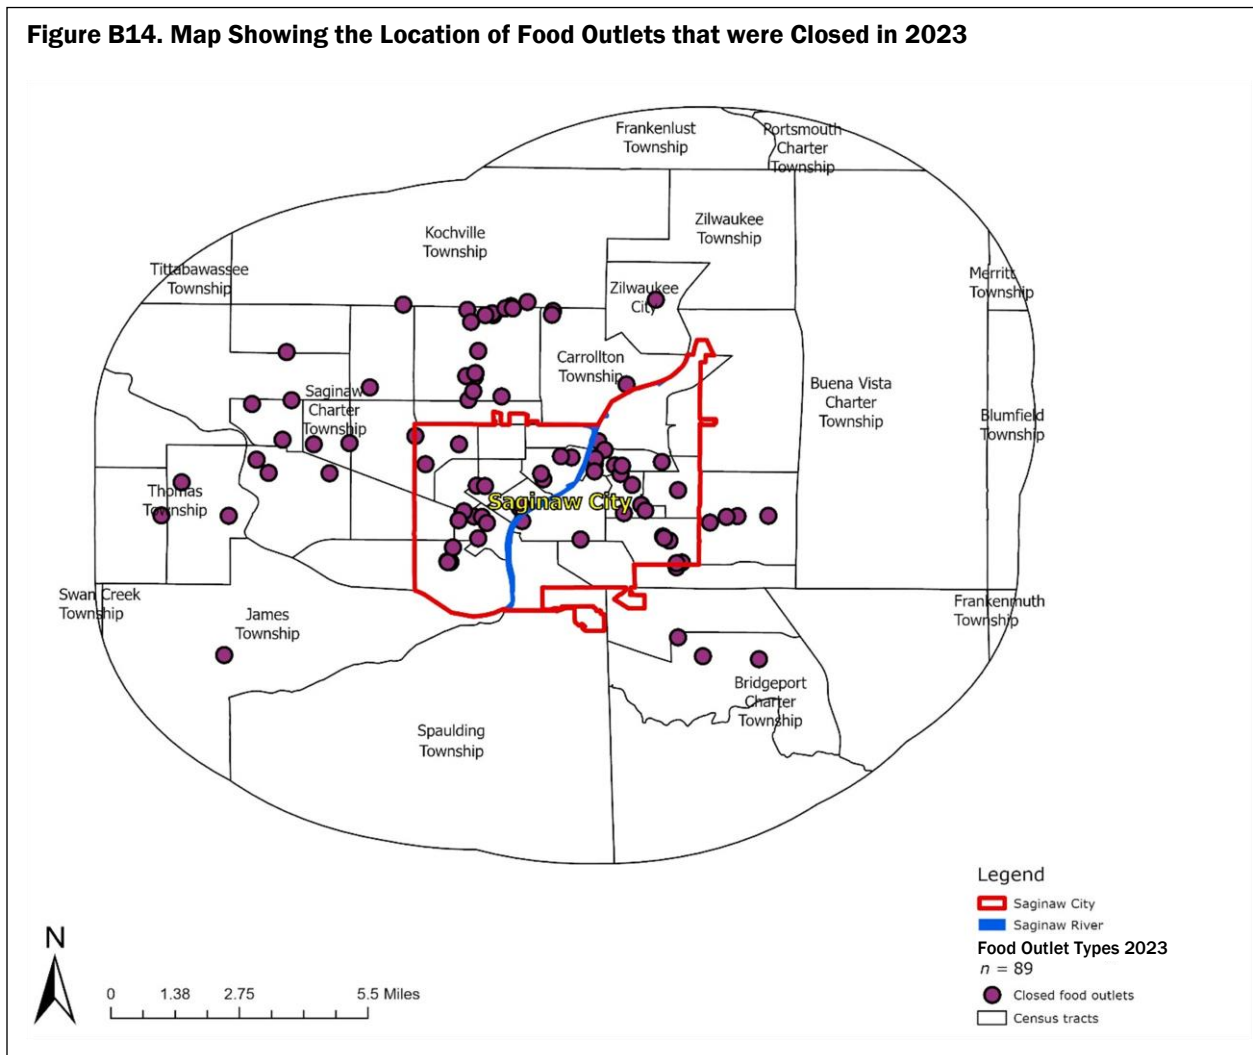 Figure B14. Map Showing the Location of Food Outlets that were Closed in 2023
Frankenlust
Township
Portsmouth
Charter
Township
Kochville
Township
Zilwaukee
Township
Tittabawassee
Township
Merritt
Township
Zilwaukee
City
Carrollton
Township
Saginaw
Charter
Township
Buena Vista
Charter
Township
Blumfield
Township
Thomas
Township
Saginaw City
Swan Creek
Township
James
Township
Frankenmuth
Township
Bridgeport
Charter
Township
Spaulding
Township
Legend
Saginaw City
Saginaw River
Food Outlet Types 2023
n = 89
Closed food outlets
Census tracts
N
0 1.38 2.75 5.5 Miles